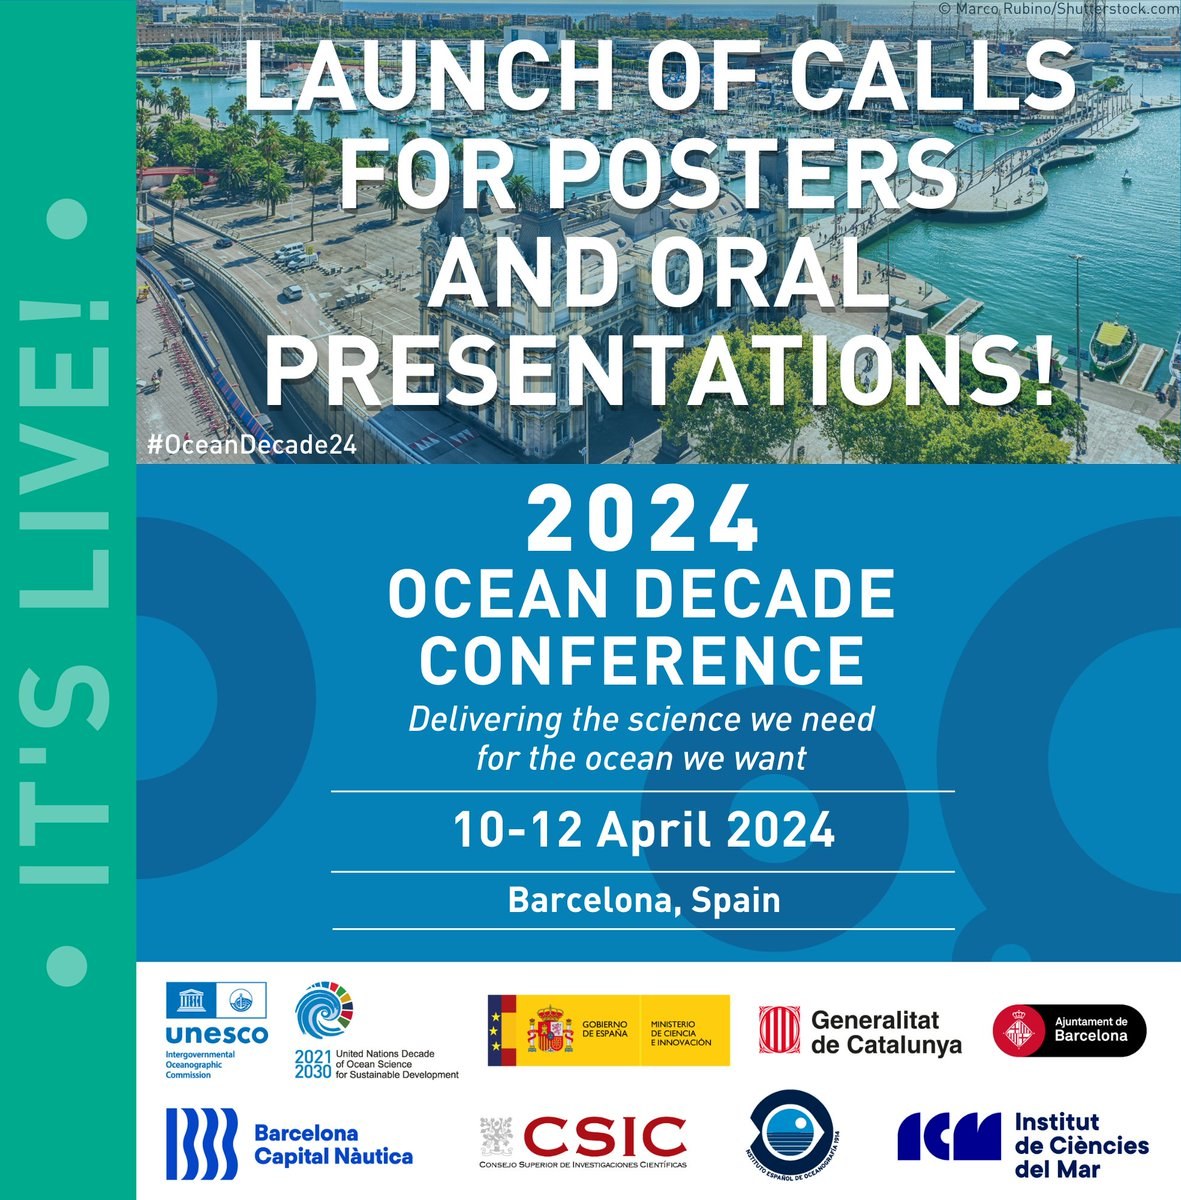 © Marco Rubino/Shutterstock.com
LAUNCH OF CALLS
FOR POSTERS
AND ORAL
PRESENTATIONS!
#OceanDecade24
• IT'S LIVE! •
2024
OCEAN DECADE
CONFERENCE
Delivering the science we need
for the ocean we want
10-12 April 2024
Barcelona, Spain
unesco
Intergovernmental
Oceanographic
Commission
2021
2030
United Nations Decade
of Ocean Science
for Sustainable Development
GOBIERNO
DE ESPAÑA
MINISTERIO
DE CIENCIA
E INNOVACIÓN
Generalitat
de Catalunya
Ajuntament de
Barcelona
Barcelona
Capital Nàutica
CSIC
CONSEJO SUPERIOR DE INVESTIGACIONES CIENTÍFICAS
INSTITUTO ESPAÑOL DE OCEANOGRAFÍA 1914
ICM
Institut
de Ciències
del Mar